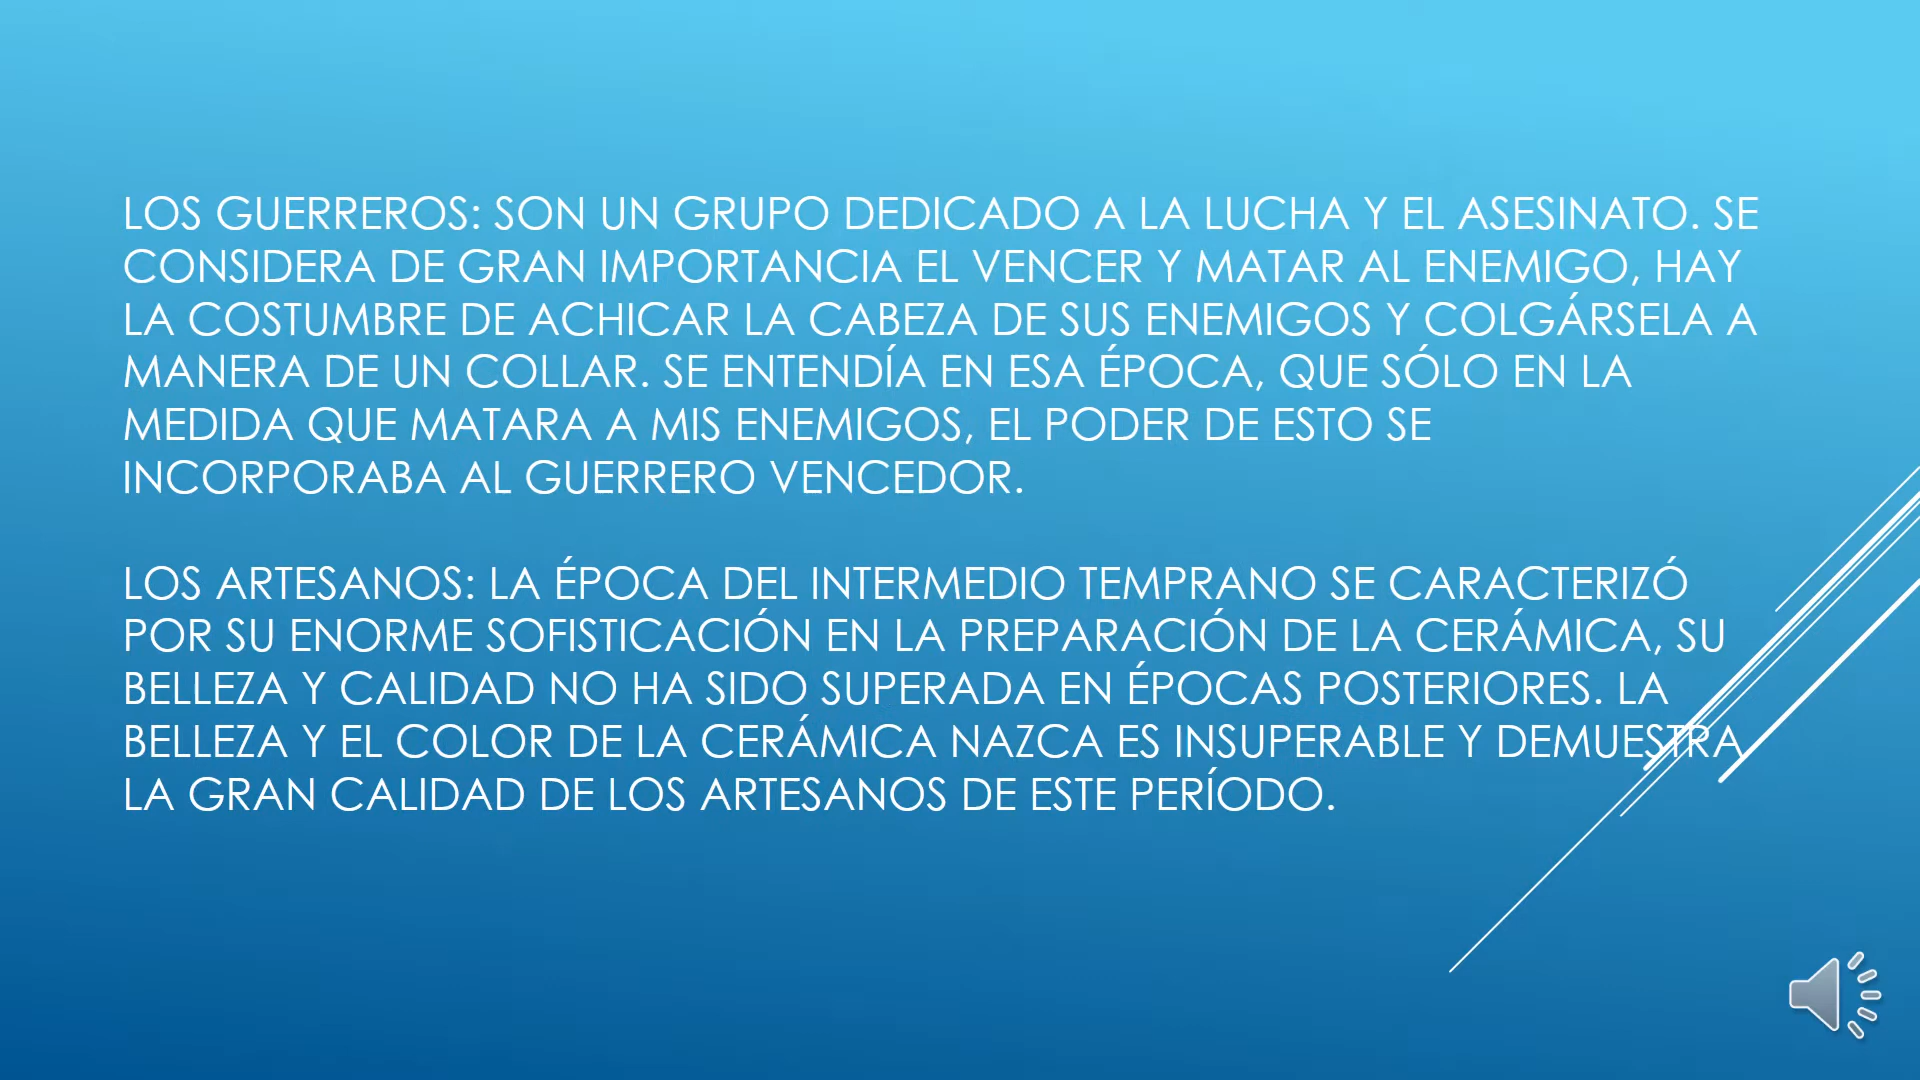 LOS GUERREROS: SON UN GRUPO DEDICADO A LA LUCHA Y EL ASESINATO. SE
CONSIDERA DE GRAN IMPORTANCIA EL VENCER Y MATAR AL ENEMIGO, HAY
LA COSTUMBRE DE ACHICAR LA CABEZA DE SUS ENEMIGOS Y COLGÁRSELA A
MANERA DE UN COLLAR. SE ENTENDÍA EN ESA ÉPOCA, QUE SÓLO EN LA
MEDIDA QUE MATARA A MIS ENEMIGOS, EL PODER DE ESTO SE
INCORPORABA AL GUERRERO VENCEDOR.
LOS ARTESANOS: LA ÉPOCA DEL INTERMEDIO TEMPRANO SE CARACTERIZÓ
POR SU ENORME SOFISTICACIÓN EN LA PREPARACIÓN DE LA CERÁMICA, SU
BELLEZA Y CALIDAD NO HA SIDO SUPERADA EN ÉPOCAS POSTERIORES. LA
BELLEZA Y EL COLOR DE LA CERÁMICA NAZCA ES INSUPERABLE Y DEMUESTRA
LA GRAN CALIDAD DE LOS ARTESANOS DE ESTE PERÍODO.